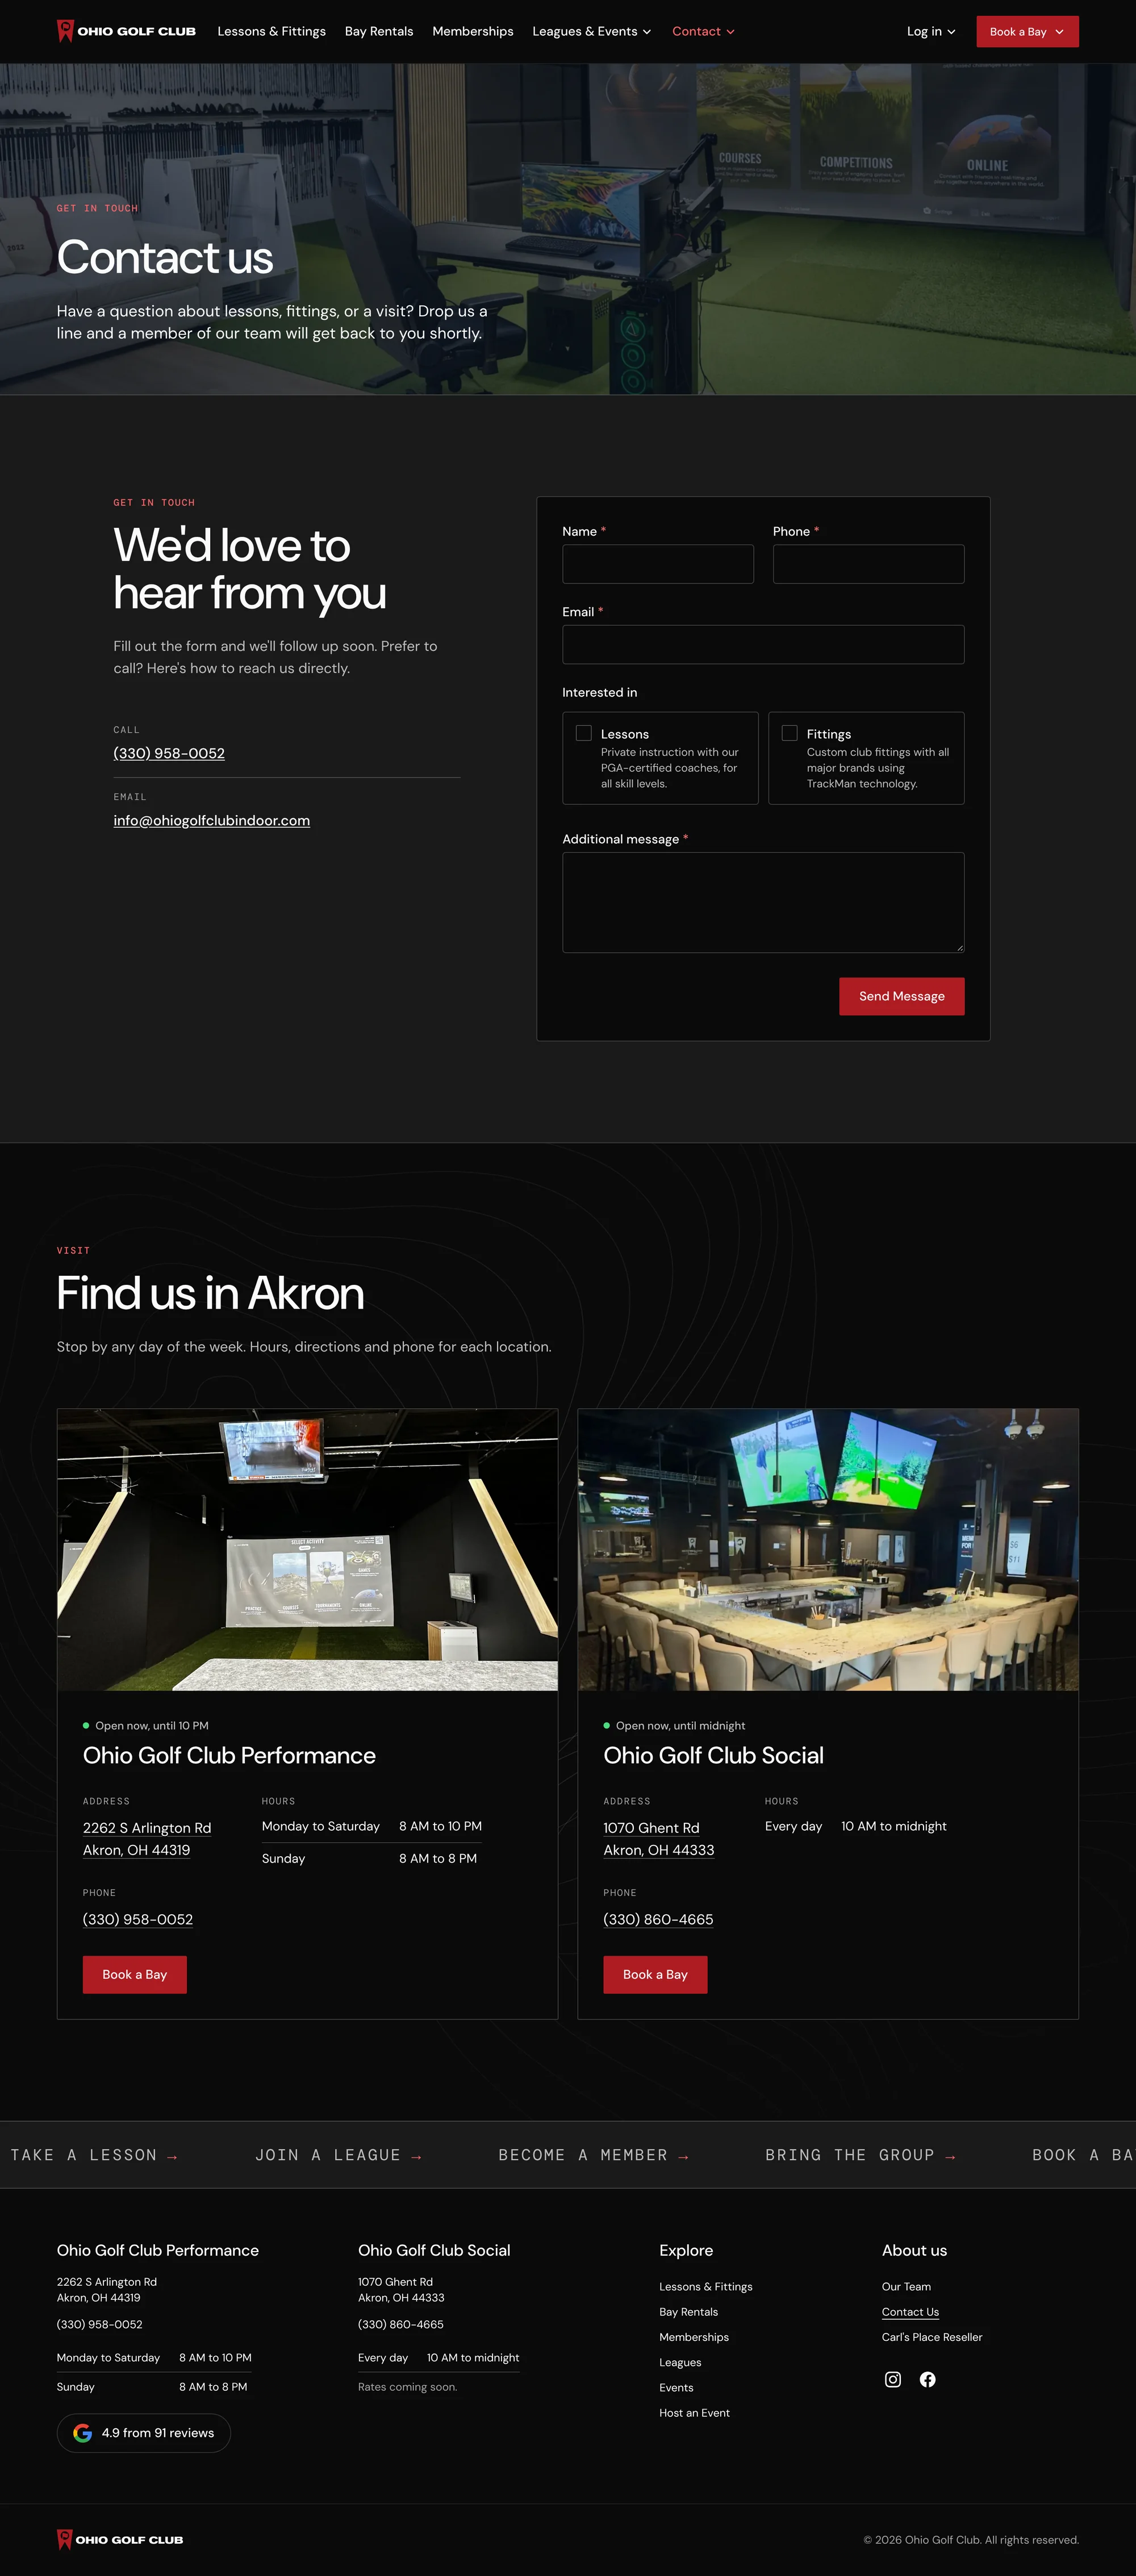 OHIO GOLF CLUB
Lessons & Fittings
Bay Rentals
Memberships
Leagues & Events
Contact
Log in
Book a Bay
COURSES
COMPETITIONS
ONLINE
GET IN TOUCH
Contact us
Have a question about lessons, fittings, or a visit? Drop us a
line and a member of our team will get back to you shortly.
GET IN TOUCH
We'd love to
hear from you
Fill out the form and we'll follow up soon. Prefer to
call? Here's how to reach us directly.
CALL
(330) 958-0052
EMAIL
info@ohiogolfclubindoor.com
Name *
Phone *
Email *
Interested in
Lessons
Private instruction with our
PGA-certified coaches, for
all skill levels.
Fittings
Custom club fittings with all
major brands using
TrackMan technology.
Additional message *
Send Message
VISIT
Find us in Akron
Stop by any day of the week. Hours, directions and phone for each location.
SELECT ACTIVITY
Open now, until 10 PM
Ohio Golf Club Performance
ADDRESS
2262 S Arlington Rd
Akron, OH 44319
HOURS
Monday to Saturday 8 AM to 10 PM
Sunday 8 AM to 8 PM
PHONE
(330) 958-0052
Book a Bay
Open now, until midnight
Ohio Golf Club Social
ADDRESS
1070 Ghent Rd
Akron, OH 44333
HOURS
Every day 10 AM to midnight
PHONE
(330) 860-4665
Book a Bay
TAKE A LESSON →
JOIN A LEAGUE →
BECOME A MEMBER →
BRING THE GROUP →
BOOK A BA
Ohio Golf Club Performance
2262 S Arlington Rd
Akron, OH 44319
(330) 958-0052
Monday to Saturday 8 AM to 10 PM
Sunday 8 AM to 8 PM
4.9 from 91 reviews
Ohio Golf Club Social
1070 Ghent Rd
Akron, OH 44333
(330) 860-4665
Every day 10 AM to midnight
Rates coming soon.
Explore
Lessons & Fittings
Bay Rentals
Memberships
Leagues
Events
Host an Event
About us
Our Team
Contact Us
Carl's Place Reseller
OHIO GOLF CLUB
© 2026 Ohio Golf Club. All rights reserved.